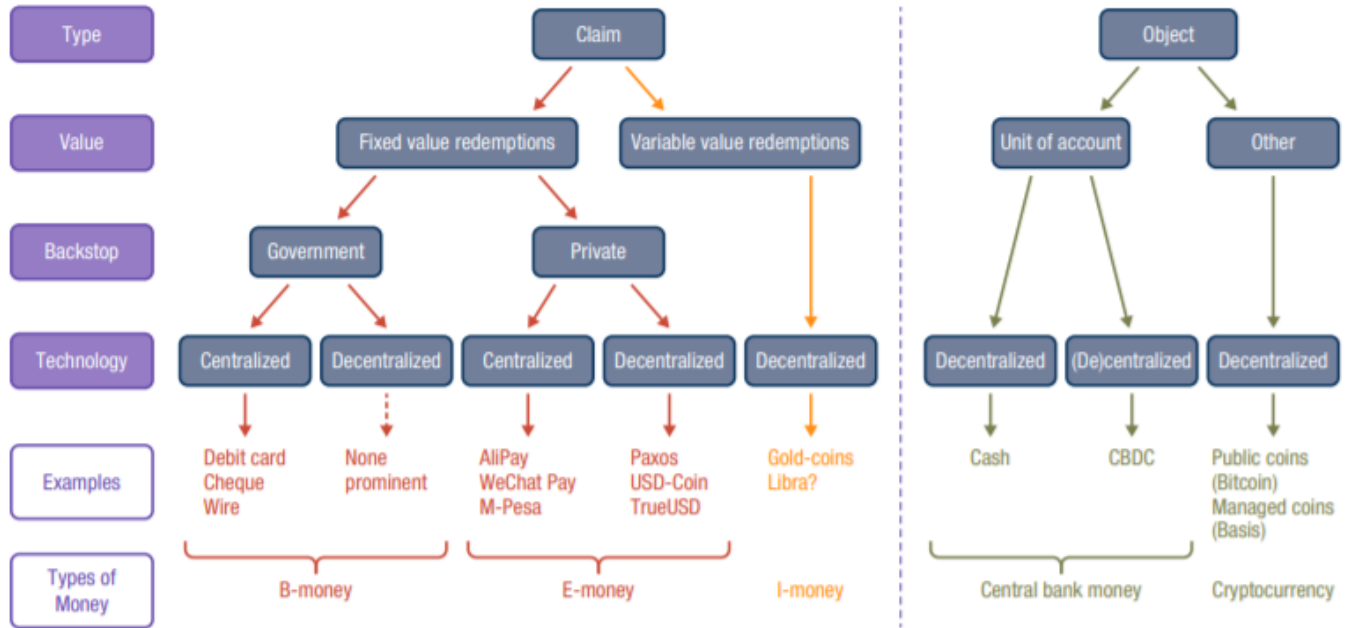 Type
Claim
Object
Value
Fixed value redemptions
Variable value redemptions
Unit of account
Other
Backstop
Government
Private
Technology
Centralized
Decentralized
Centralized
Decentralized
Decentralized
Decentralized
(De)centralized
Decentralized
Examples
Debit card
Cheque
Wire
None
prominent
AliPay
WeChat Pay
M-Pesa
Paxos
USD-Coin
TrueUSD
Gold-coins
Libra?
Cash
CBDC
Public coins
(Bitcoin)
Managed coins
(Basis)
Types of
Money
B-money
E-money
I-money
Central bank money
Cryptocurrency